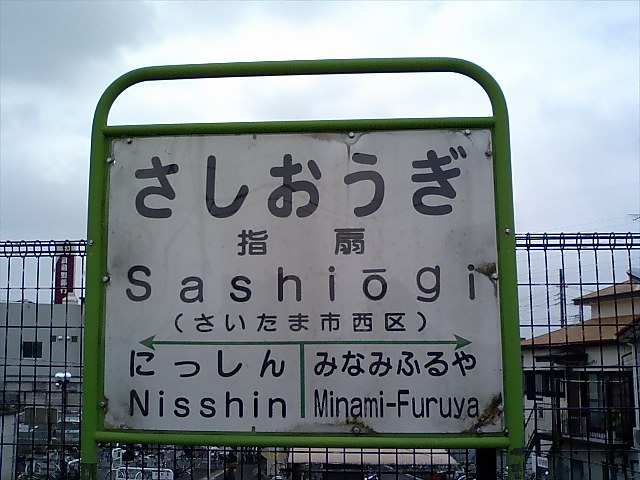 さしおうぎ
指扇
Sashiōgi
(さいたま市西区)
にっしん みなみふるや
Nisshin Minami-Furuya